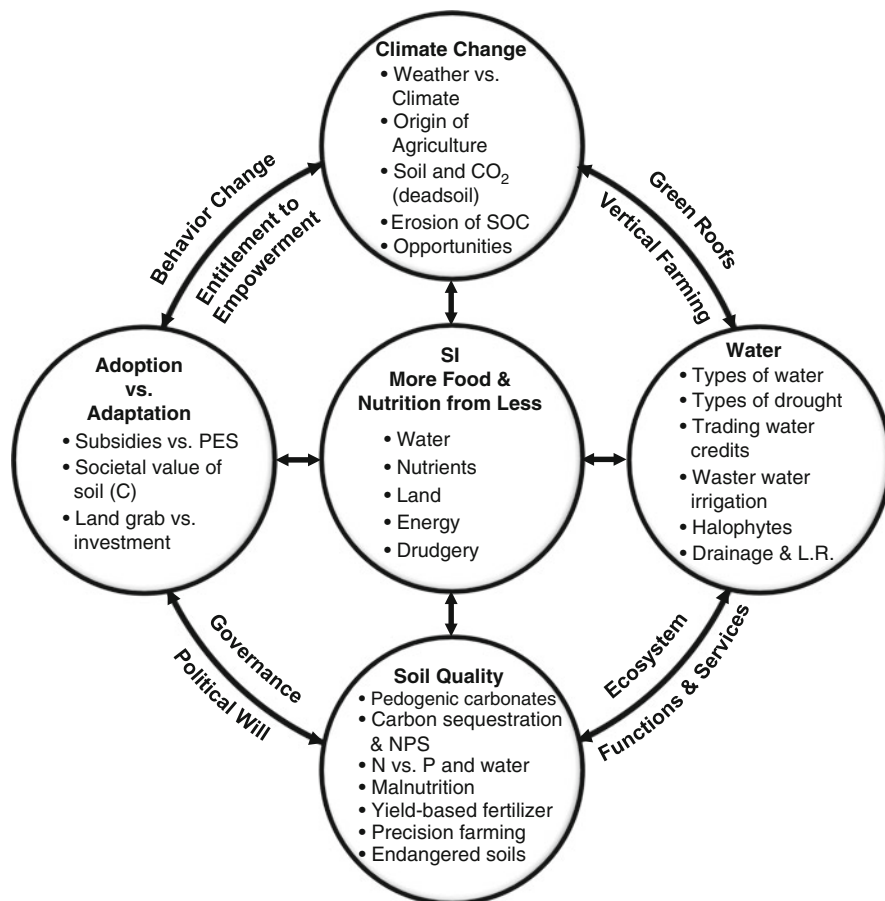 Climate Change
• Weather vs.
Climate
• Origin of
Agriculture
• Soil and CO₂
(deadsoil)
• Erosion of SOC
• Opportunities
Behavior Change
Entitlement to
Empowerment
Green Roofs
Vertical Farming
Adoption
vs.
Adaptation
• Subsidies vs. PES
• Societal value of
soil (C)
• Land grab vs.
investment
SI
More Food &
Nutrition from Less
• Water
• Nutrients
• Land
• Energy
• Drudgery
Water
• Types of water
• Types of drought
• Trading water
credits
• Waster water
irrigation
• Halophytes
• Drainage & L.R.
Governance
Political Will
Ecosystem
Functions & Services
Soil Quality
• Pedogenic carbonates
• Carbon sequestration
& NPS
• N vs. P and water
• Malnutrition
• Yield-based fertilizer
• Precision farming
• Endangered soils